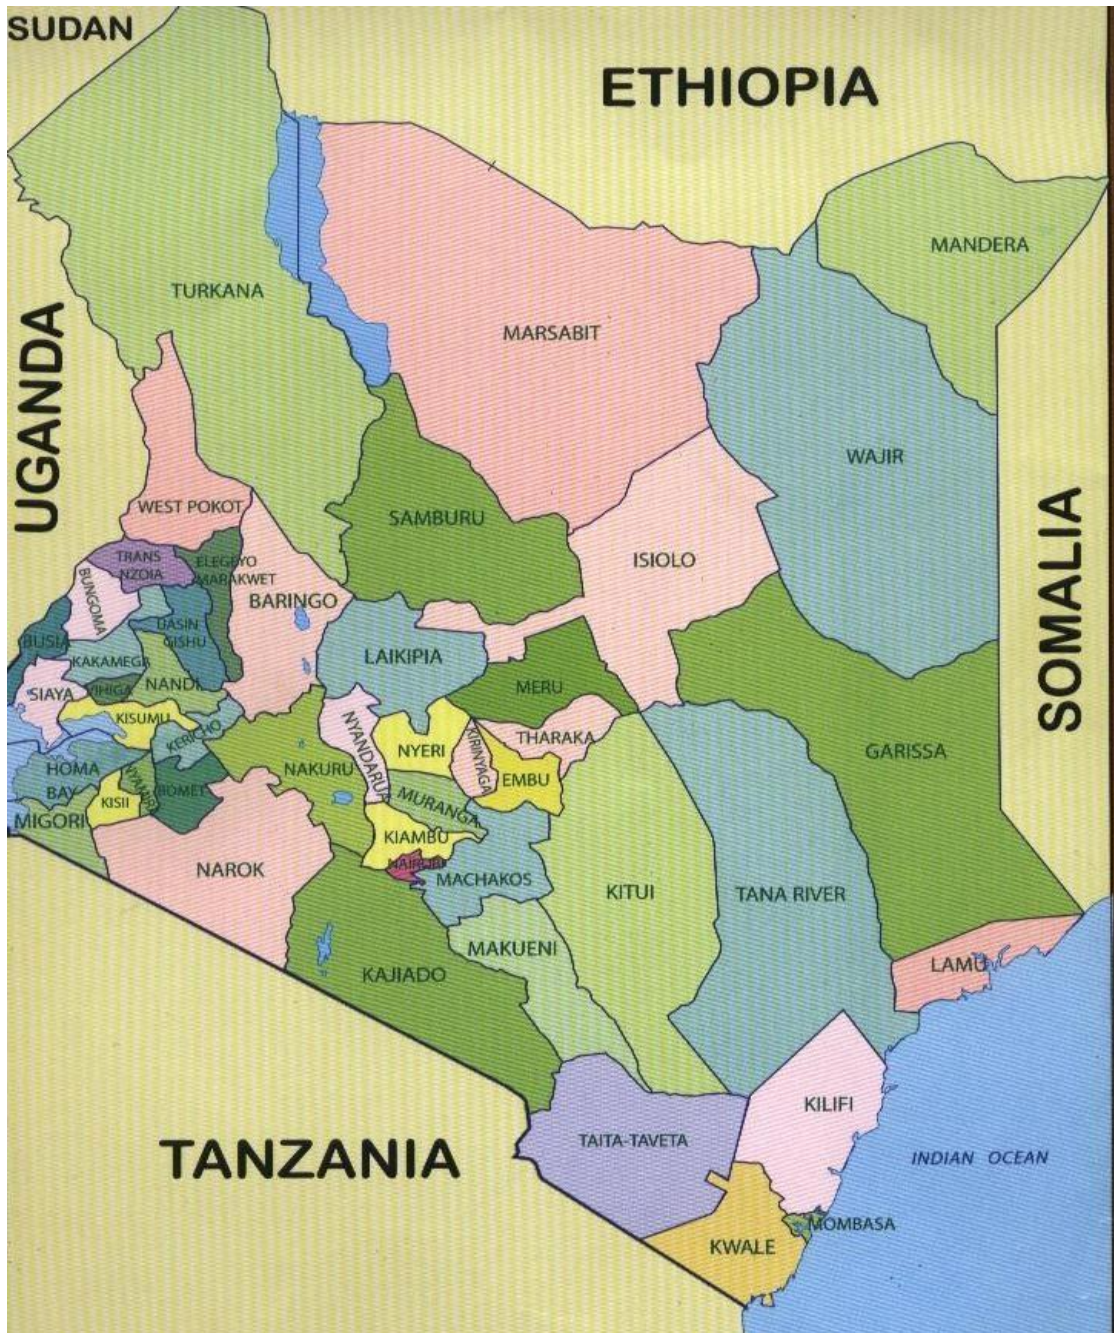 SUDAN
ETHIOPIA
MANDERA
TURKANA
MARSABIT
UGANDA
WAJIR
WEST POKOT
SAMBURU
ISIOLO
SOMALIA
TRANS
NZOIA
ELEGEYO
MARAKWET
BUNGOMA
BARINGO
UASIN
GISHU
BUSIA
KAKAMEGA
LAIKIPIA
NANDI
VIHIGA
SIAYA
MERU
KISUMU
KERICHO
NYANDARUA
NYERI
KIRINYAGA
THARAKA
GARISSA
HOMA
BAY
NYAMIRA
NAKURU
EMBU
BOMET
KISII
MURANGA
MIGORI
KIAMBU
NAIROBI
NAROK
MACHAKOS
KITUI
TANA RIVER
MAKUENI
KAJIADO
LAMU
KILIFI
TANZANIA
TAITA-TAVETA
INDIAN OCEAN
MOMBASA
KWALE